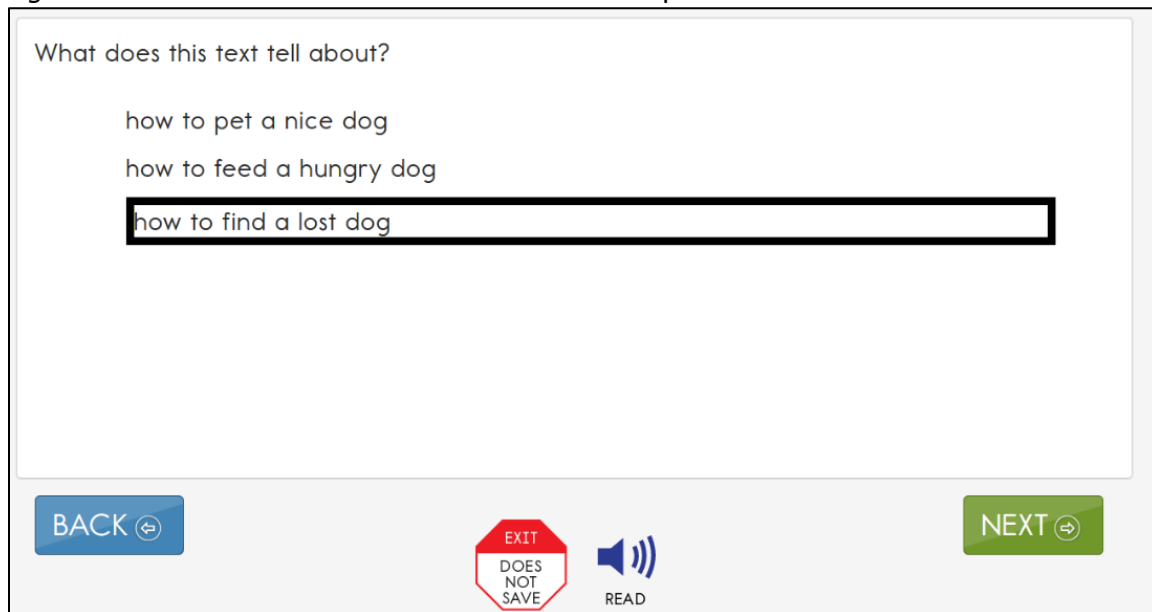 What does this text tell about?
how to pet a nice dog
how to feed a hungry dog
how to find a lost dog
BACK
NEXT
EXIT
DOES
NOT
SAVE
READ